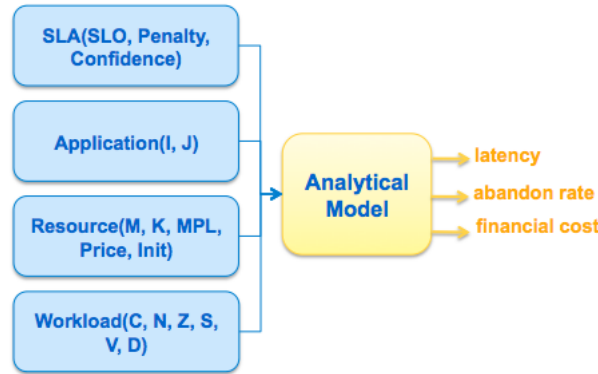 SLA(SLO, Penalty,
Confidence)
Application(I, J)
Resource(M, K, MPL,
Price, Init)
Workload(C, N, Z, S,
V, D)
Analytical
Model
latency
abandon rate
financial cost